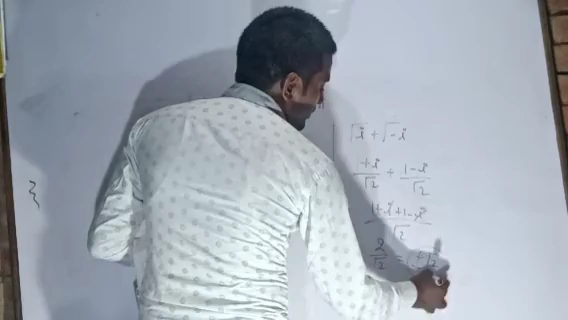 √i + √-i
(1+i)/√2 + (1-i)/√2
(1+i+1-i)/√2
2/√2 =
}